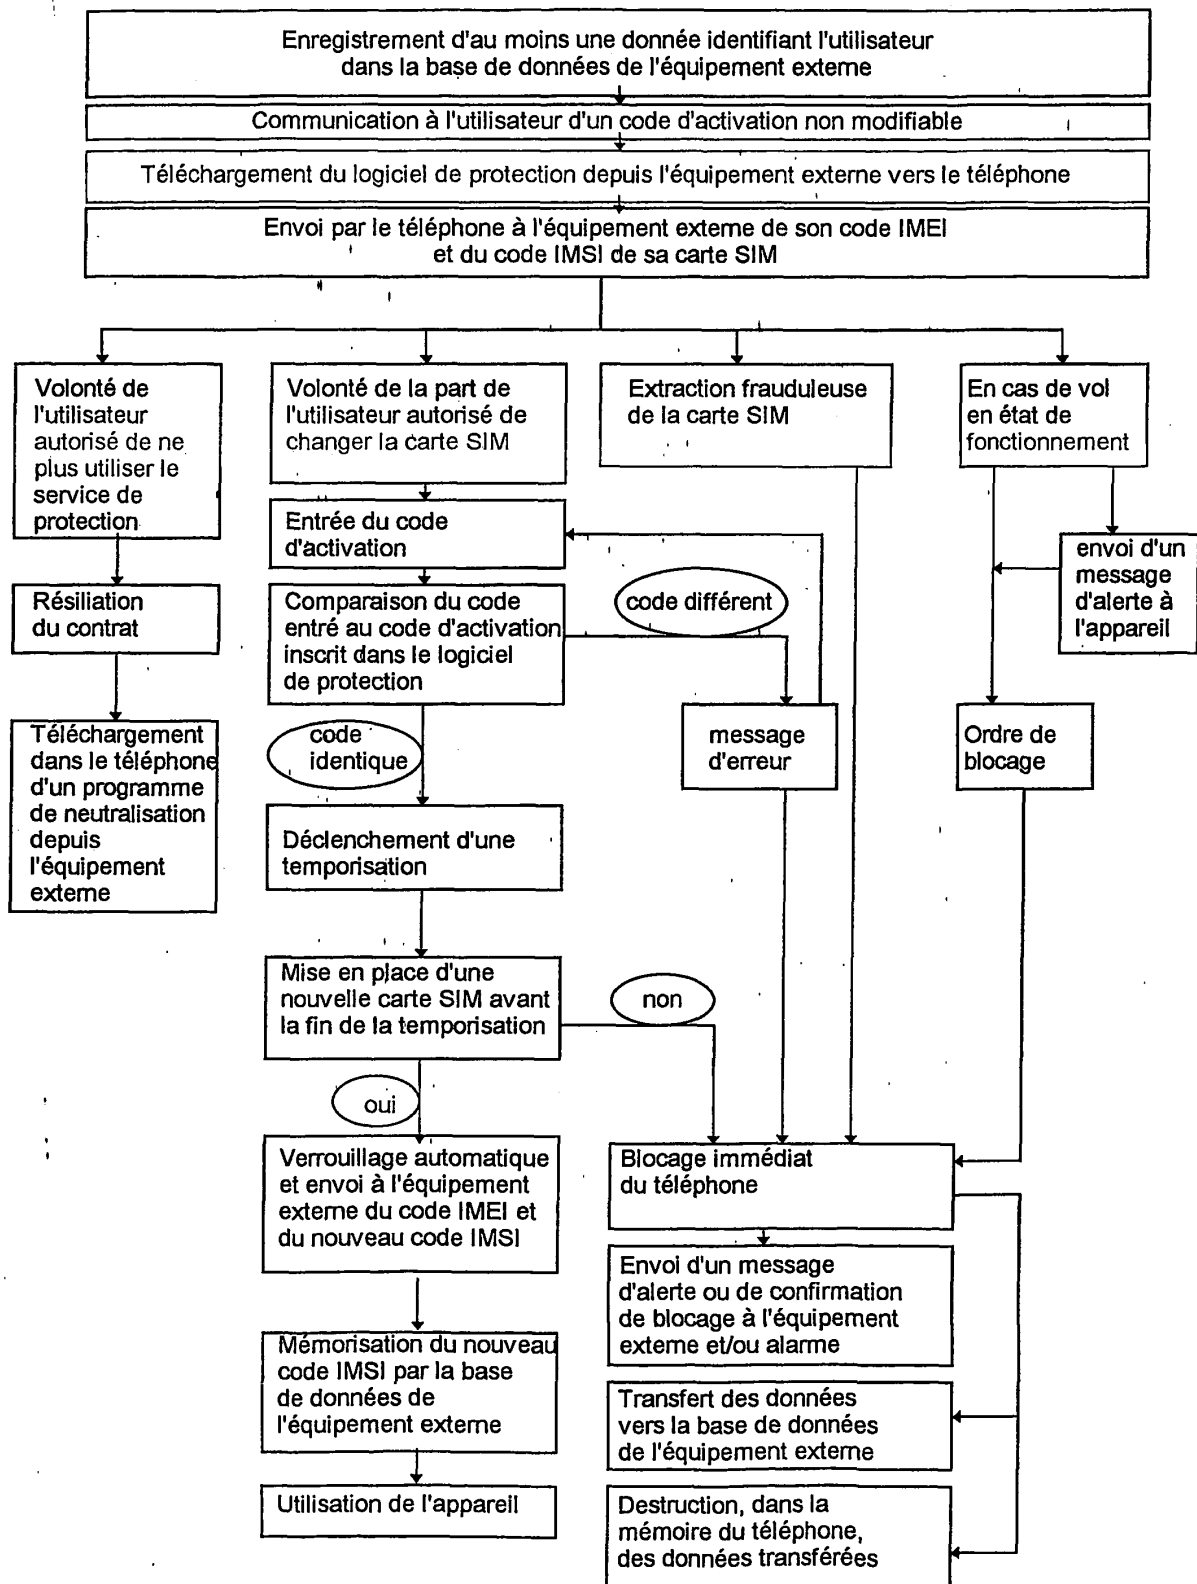 Enregistrement d'au moins une donnée identifiant l'utilisateur
dans la base de données de l'équipement externe
Communication à l'utilisateur d'un code d'activation non modifiable
Téléchargement du logiciel de protection depuis l'équipement externe vers le téléphone
Envoi par le téléphone à l'équipement externe de son code IMEI
et du code IMSI de sa carte SIM
Volonté de
l'utilisateur
autorisé de ne
plus utiliser le
service de
protection
Résiliation
du contrat
Téléchargement
dans le téléphone
d'un programme
de neutralisation
depuis
l'équipement
externe
Volonté de la part de
l'utilisateur autorisé de
changer la carte SIM
Entrée du code
d'activation
Comparaison du code
entré au code d'activation
inscrit dans le logiciel
de protection
code différent
code
identique
message
d'erreur
Déclenchement d'une
temporisation
Mise en place d'une
nouvelle carte SIM avant
la fin de la temporisation
non
oui
Verrouillage automatique
et envoi à l'équipement
externe du code IMEI et
du nouveau code IMSI
Mémorisation du nouveau
code IMSI par la base
de données de
l'équipement externe
Utilisation de l'appareil
Extraction frauduleuse
de la carte SIM
En cas de vol
en état de
fonctionnement
envoi d'un
message
d'alerte à
l'appareil
Ordre de
blocage
Blocage immédiat
du téléphone
Envoi d'un message
d'alerte ou de confirmation
de blocage à l'équipement
externe et/ou alarme
Transfert des données
vers la base de données
de l'équipement externe
Destruction, dans la
mémoire du téléphone,
des données transférées